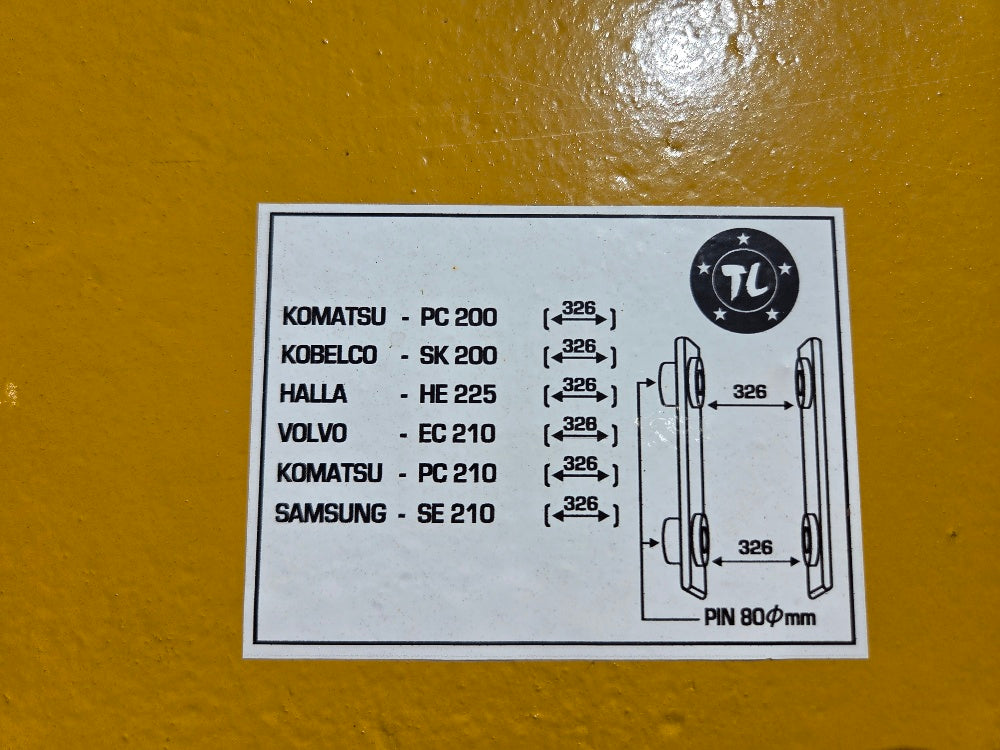 TL
KOMATSU - PC 200 [326]
KOBELCO - SK 200 [326]
HALLA - HE 225 [326]
VOLVO - EC 210 [326]
KOMATSU - PC 210 [326]
SAMSUNG - SE 210 [326]
326
326
PIN 80ϕmm